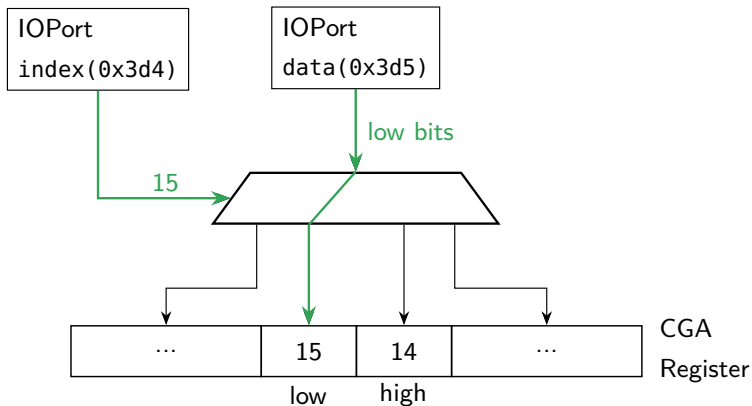 IOPort
index(0x3d4)
IOPort
data(0x3d5)
low bits
15
...
15
14
...
CGA
Register
low
high